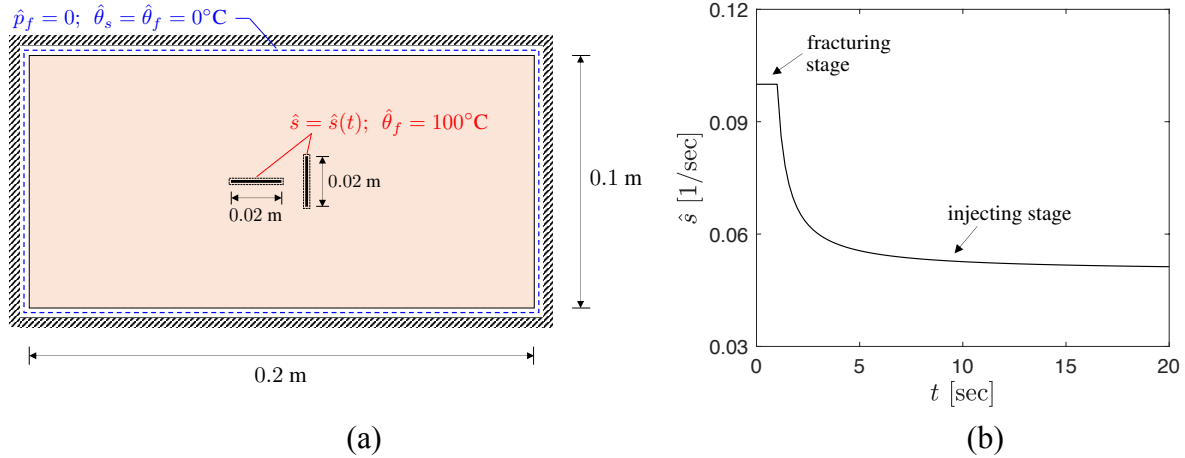 p̂_f = 0;  θ̂_s = θ̂_f = 0°C
ŝ = ŝ(t);  θ̂_f = 100°C
0.02 m
0.02 m
0.1 m
0.2 m
(a)
0.12
0.09
0.06
0.03
ŝ [1/sec]
fracturing
stage
injecting stage
0
5
10
15
20
t [sec]
(b)